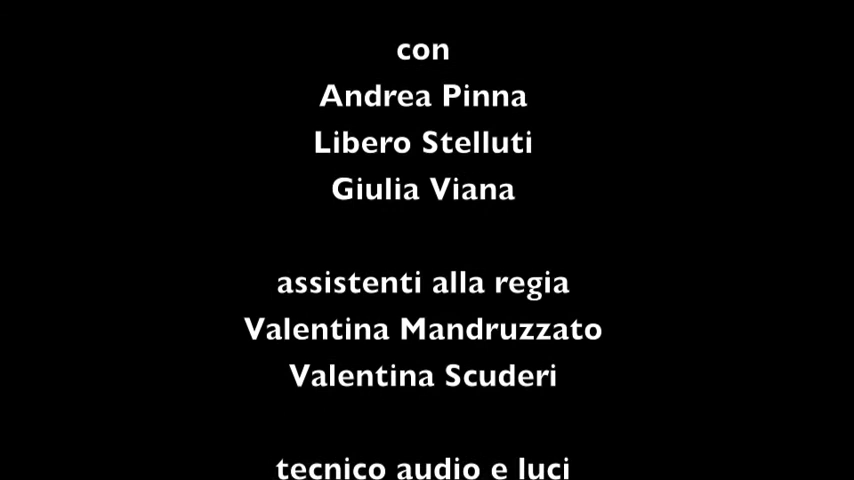 con
Andrea Pinna
Libero Stelluti
Giulia Viana
assistenti alla regia
Valentina Mandruzzato
Valentina Scuderi
tecnico audio e luci